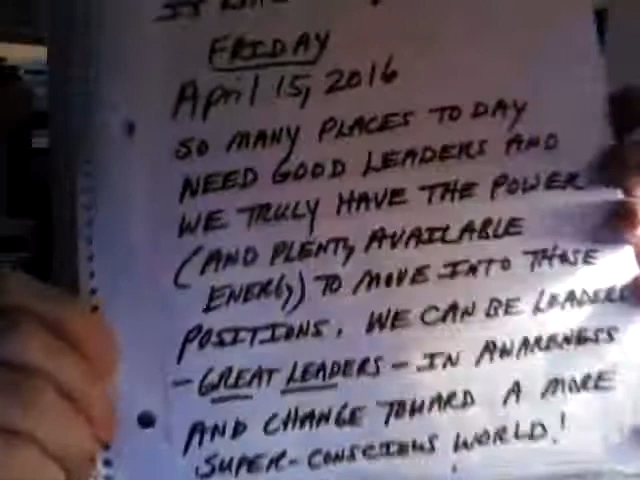 FRIDAY
April 15, 2016
SO MANY PLACES TODAY
NEED GOOD LEADERS AND
WE TRULY HAVE THE POWER
(AND PLENTY AVAILABLE
ENERGY) TO MOVE INTO THOSE
POSITIONS. WE CAN BE LEADERS
-GREAT LEADERS- IN AWARENESS
AND CHANGE TOWARD A MORE
SUPER-CONSCIOUS WORLD!